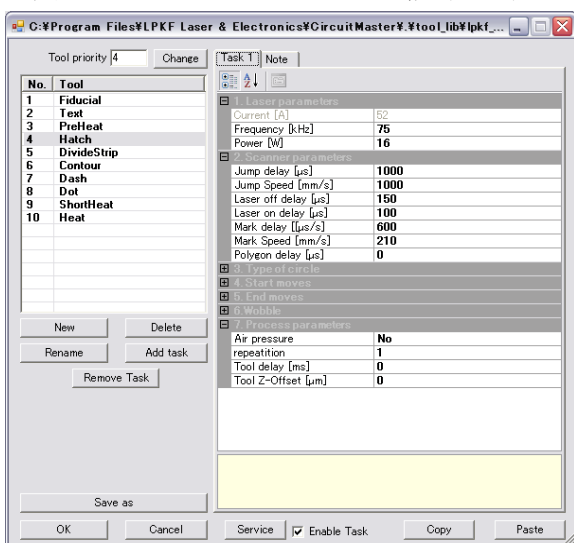 C:¥Program Files¥LPKF Laser & Electronics¥CircuitMaster¥.¥tool_lib¥lpkf_...
Tool priority 4 Change
No. Tool
1 Fiducial
2 Text
3 PreHeat
4 Hatch
5 DivideStrip
6 Contour
7 Dash
8 Dot
9 ShortHeat
10 Heat
New Delete
Rename Add task
Remove Task
Save as
OK Cancel
Task 1 Note
1. Laser parameters
Current [A] 52
Frequency [kHz] 75
Power [W] 16
2. Scanner parameters
Jump delay [µs] 1000
Jump Speed [mm/s] 1000
Laser off delay [µs] 150
Laser on delay [µs] 100
Mark delay [[µs/s] 600
Mark Speed [mm/s] 210
Polygon delay [µs] 0
3. Type of circle
4. Start moves
5. End moves
6. Wobble
7. Process parameters
Air pressure No
repeatition 1
Tool delay [ms] 0
Tool Z-Offset [µm] 0
Service Enable Task Copy Paste